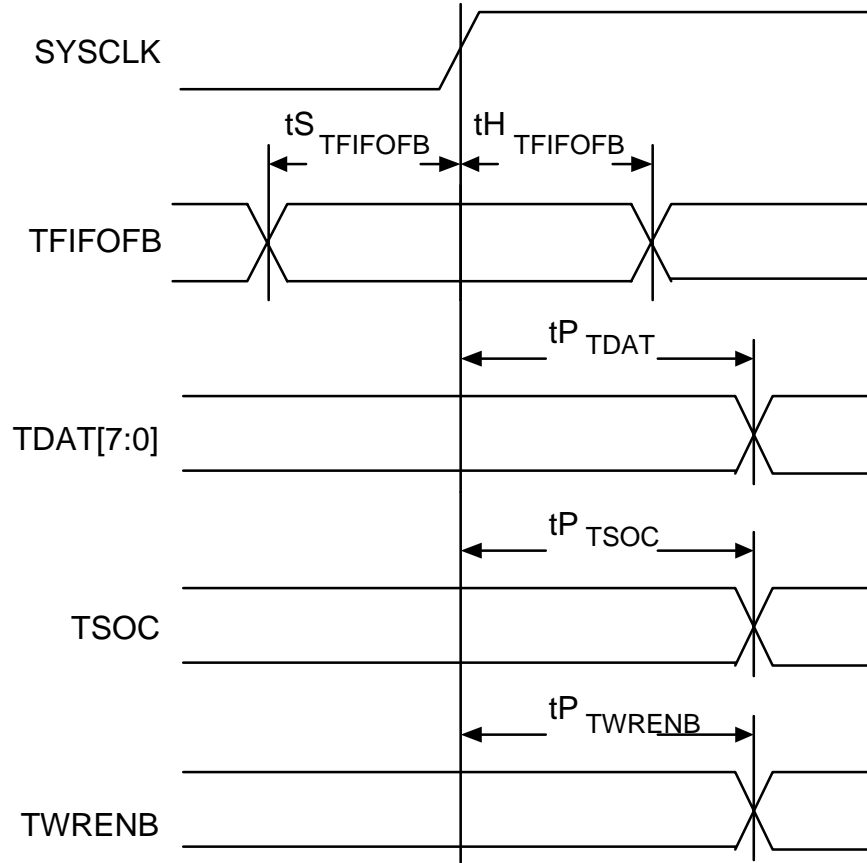 SYSCLK
tS TFIFOFB
tH TFIFOFB
TFIFOFB
tP TDAT
TDAT[7:0]
tP TSOC
TSOC
tP TWRENB
TWRENB